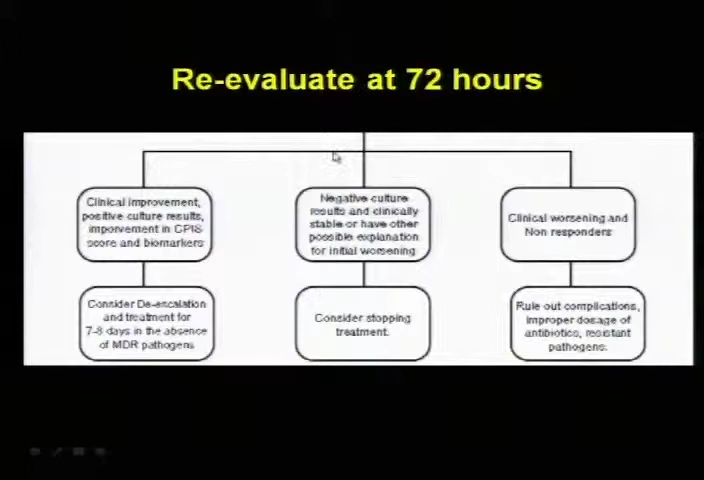 Re-evaluate at 72 hours
Clinical improvement,
positive culture results,
imporvement in CPIS
score and biomarkers
Negative culture
results and clinically
stable or have other
possible explanation
for initial worsening
Clinical worsening and
Non responders
Consider De-escalation
and treatment for
7-8 days in the absence
of MDR pathogens
Consider stopping
treatment.
Rule out complications,
improper dosage of
antibiotics, resistant
pathogens.